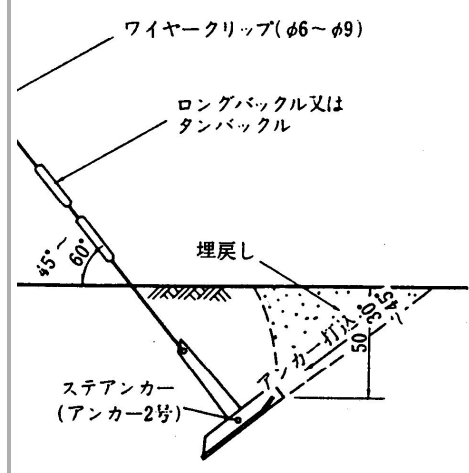 ワイヤークリップ(φ6〜φ9)
ロングバックル又は
タンバックル
45°〜
60°
埋戻し
アンカー打込
30°〜
45°
50
ステアンカー
(アンカー2号)